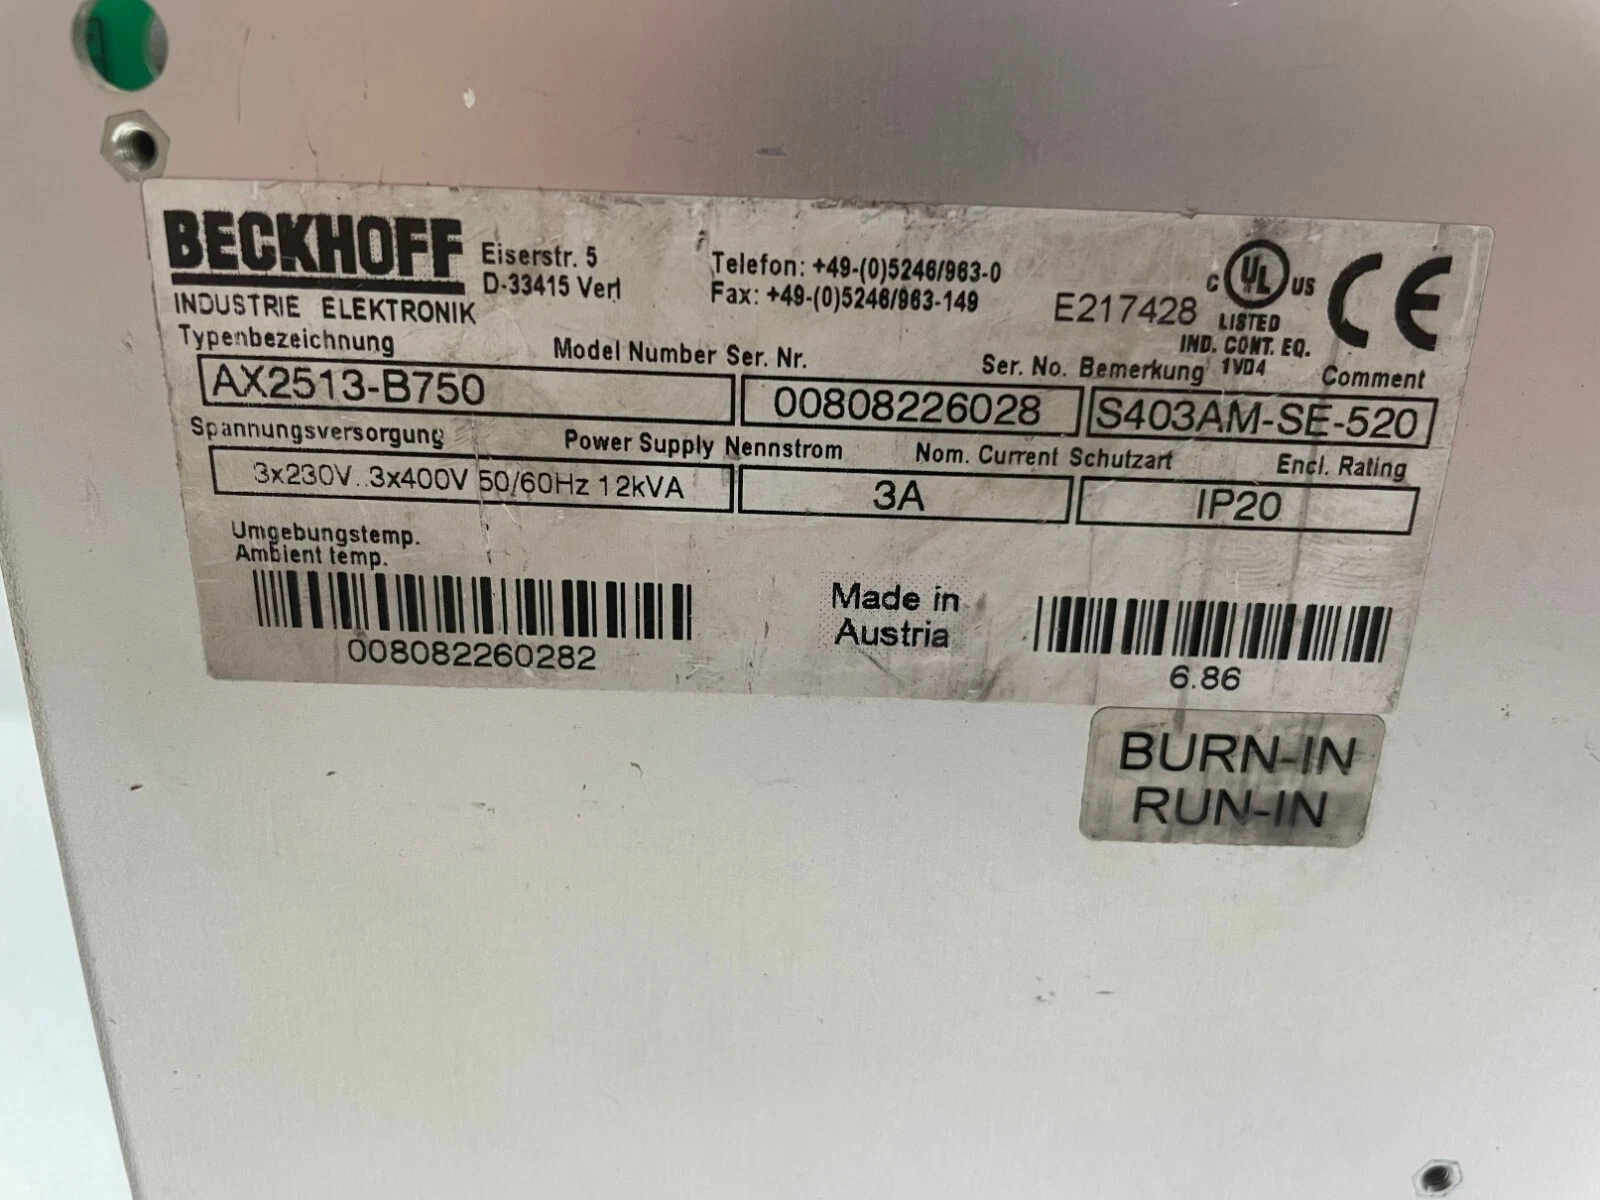 BECKHOFF
INDUSTRIE ELEKTRONIK
Eiserstr. 5
D-33415 Verl
Telefon: +49-(0)5246/963-0
Fax: +49-(0)5246/963-149
E217428
C UL US
LISTED
IND. CONT. EQ.
1VD4
CE
Typenbezeichnung Model Number Ser. Nr. Ser. No. Bemerkung Comment
AX2513-B750 00808226028 S403AM-SE-520
Spannungsversorgung Power Supply Nennstrom Nom. Current Schutzart Encl. Rating
3x230V..3x400V 50/60Hz 12kVA 3A IP20
Umgebungstemp.
Ambient temp.
008082260282
Made in
Austria
6.86
BURN-IN
RUN-IN